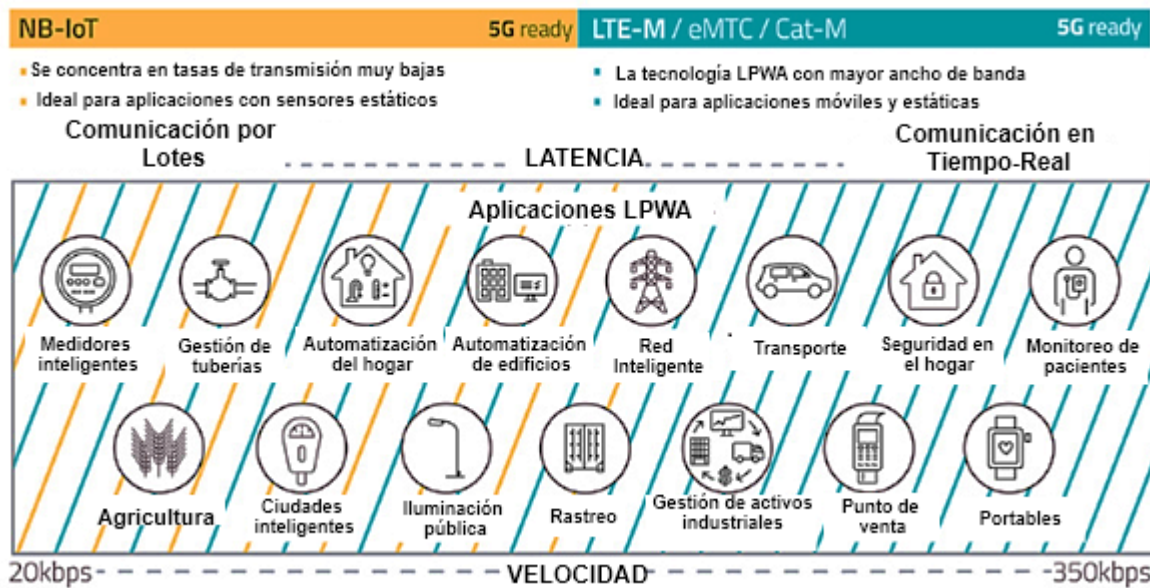 NB-IoT 5G ready LTE-M / eMTC / Cat-M 5G ready
Se concentra en tasas de transmisión muy bajas
Ideal para aplicaciones con sensores estáticos
La tecnología LPWA con mayor ancho de banda
Ideal para aplicaciones móviles y estáticas
Comunicación por
Lotes
LATENCIA
Comunicación en
Tiempo-Real
Aplicaciones LPWA
Medidores
inteligentes
Gestión de
tuberías
Automatización
del hogar
Automatización
de edificios
Red
Inteligente
Transporte
Seguridad en
el hogar
Monitoreo de
pacientes
Agricultura
Ciudades
inteligentes
Iluminación
pública
Rastreo
Gestión de activos
industriales
Punto de
venta
Portables
20kbps VELOCIDAD 350kbps